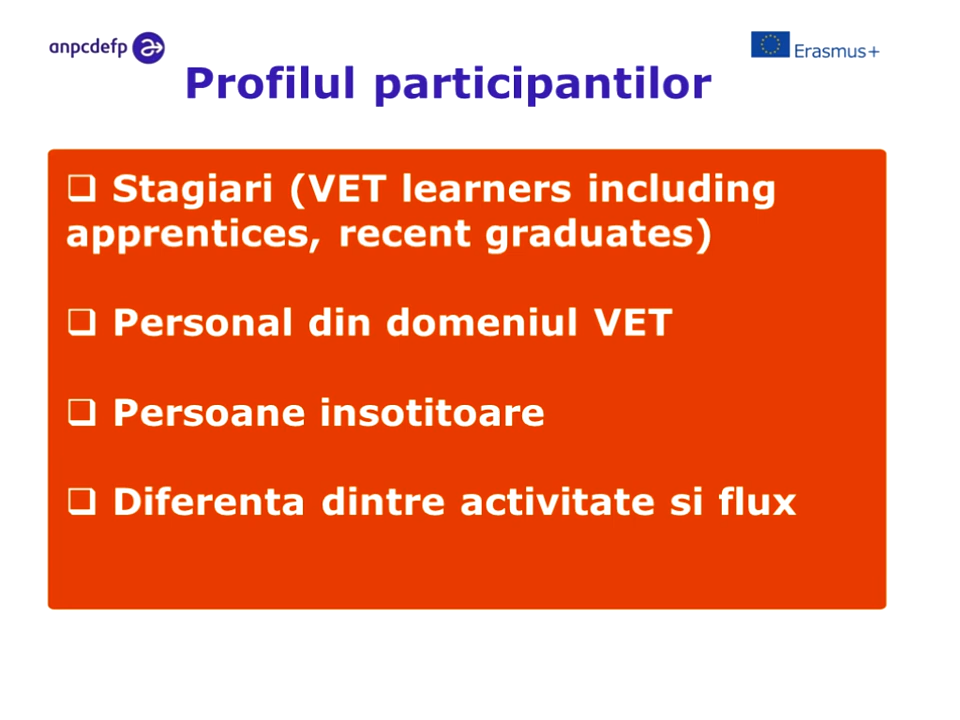 anpcdefp
Erasmus+
Profilul participantilor
❑ Stagiari (VET learners including
apprentices, recent graduates)
❑ Personal din domeniul VET
❑ Persoane insotitoare
❑ Diferenta dintre activitate si flux